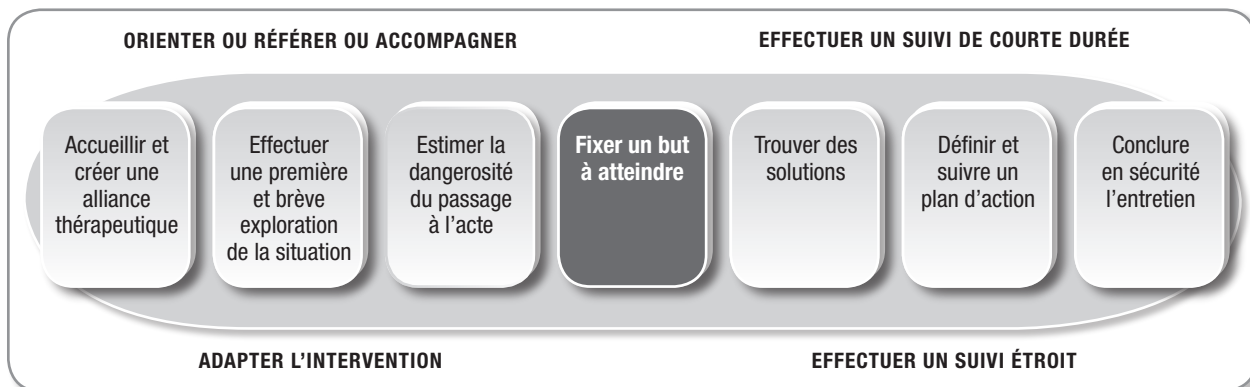 ORIENTER OU RÉFÉRER OU ACCOMPAGNER
EFFECTUER UN SUIVI DE COURTE DURÉE
Accueillir et
créer une
alliance
thérapeutique
Effectuer
une première
et brève
exploration
de la situation
Estimer la
dangerosité
du passage
à l’acte
Fixer un but
à atteindre
Trouver des
solutions
Définir et
suivre un
plan d’action
Conclure
en sécurité
l’entretien
ADAPTER L’INTERVENTION
EFFECTUER UN SUIVI ÉTROIT